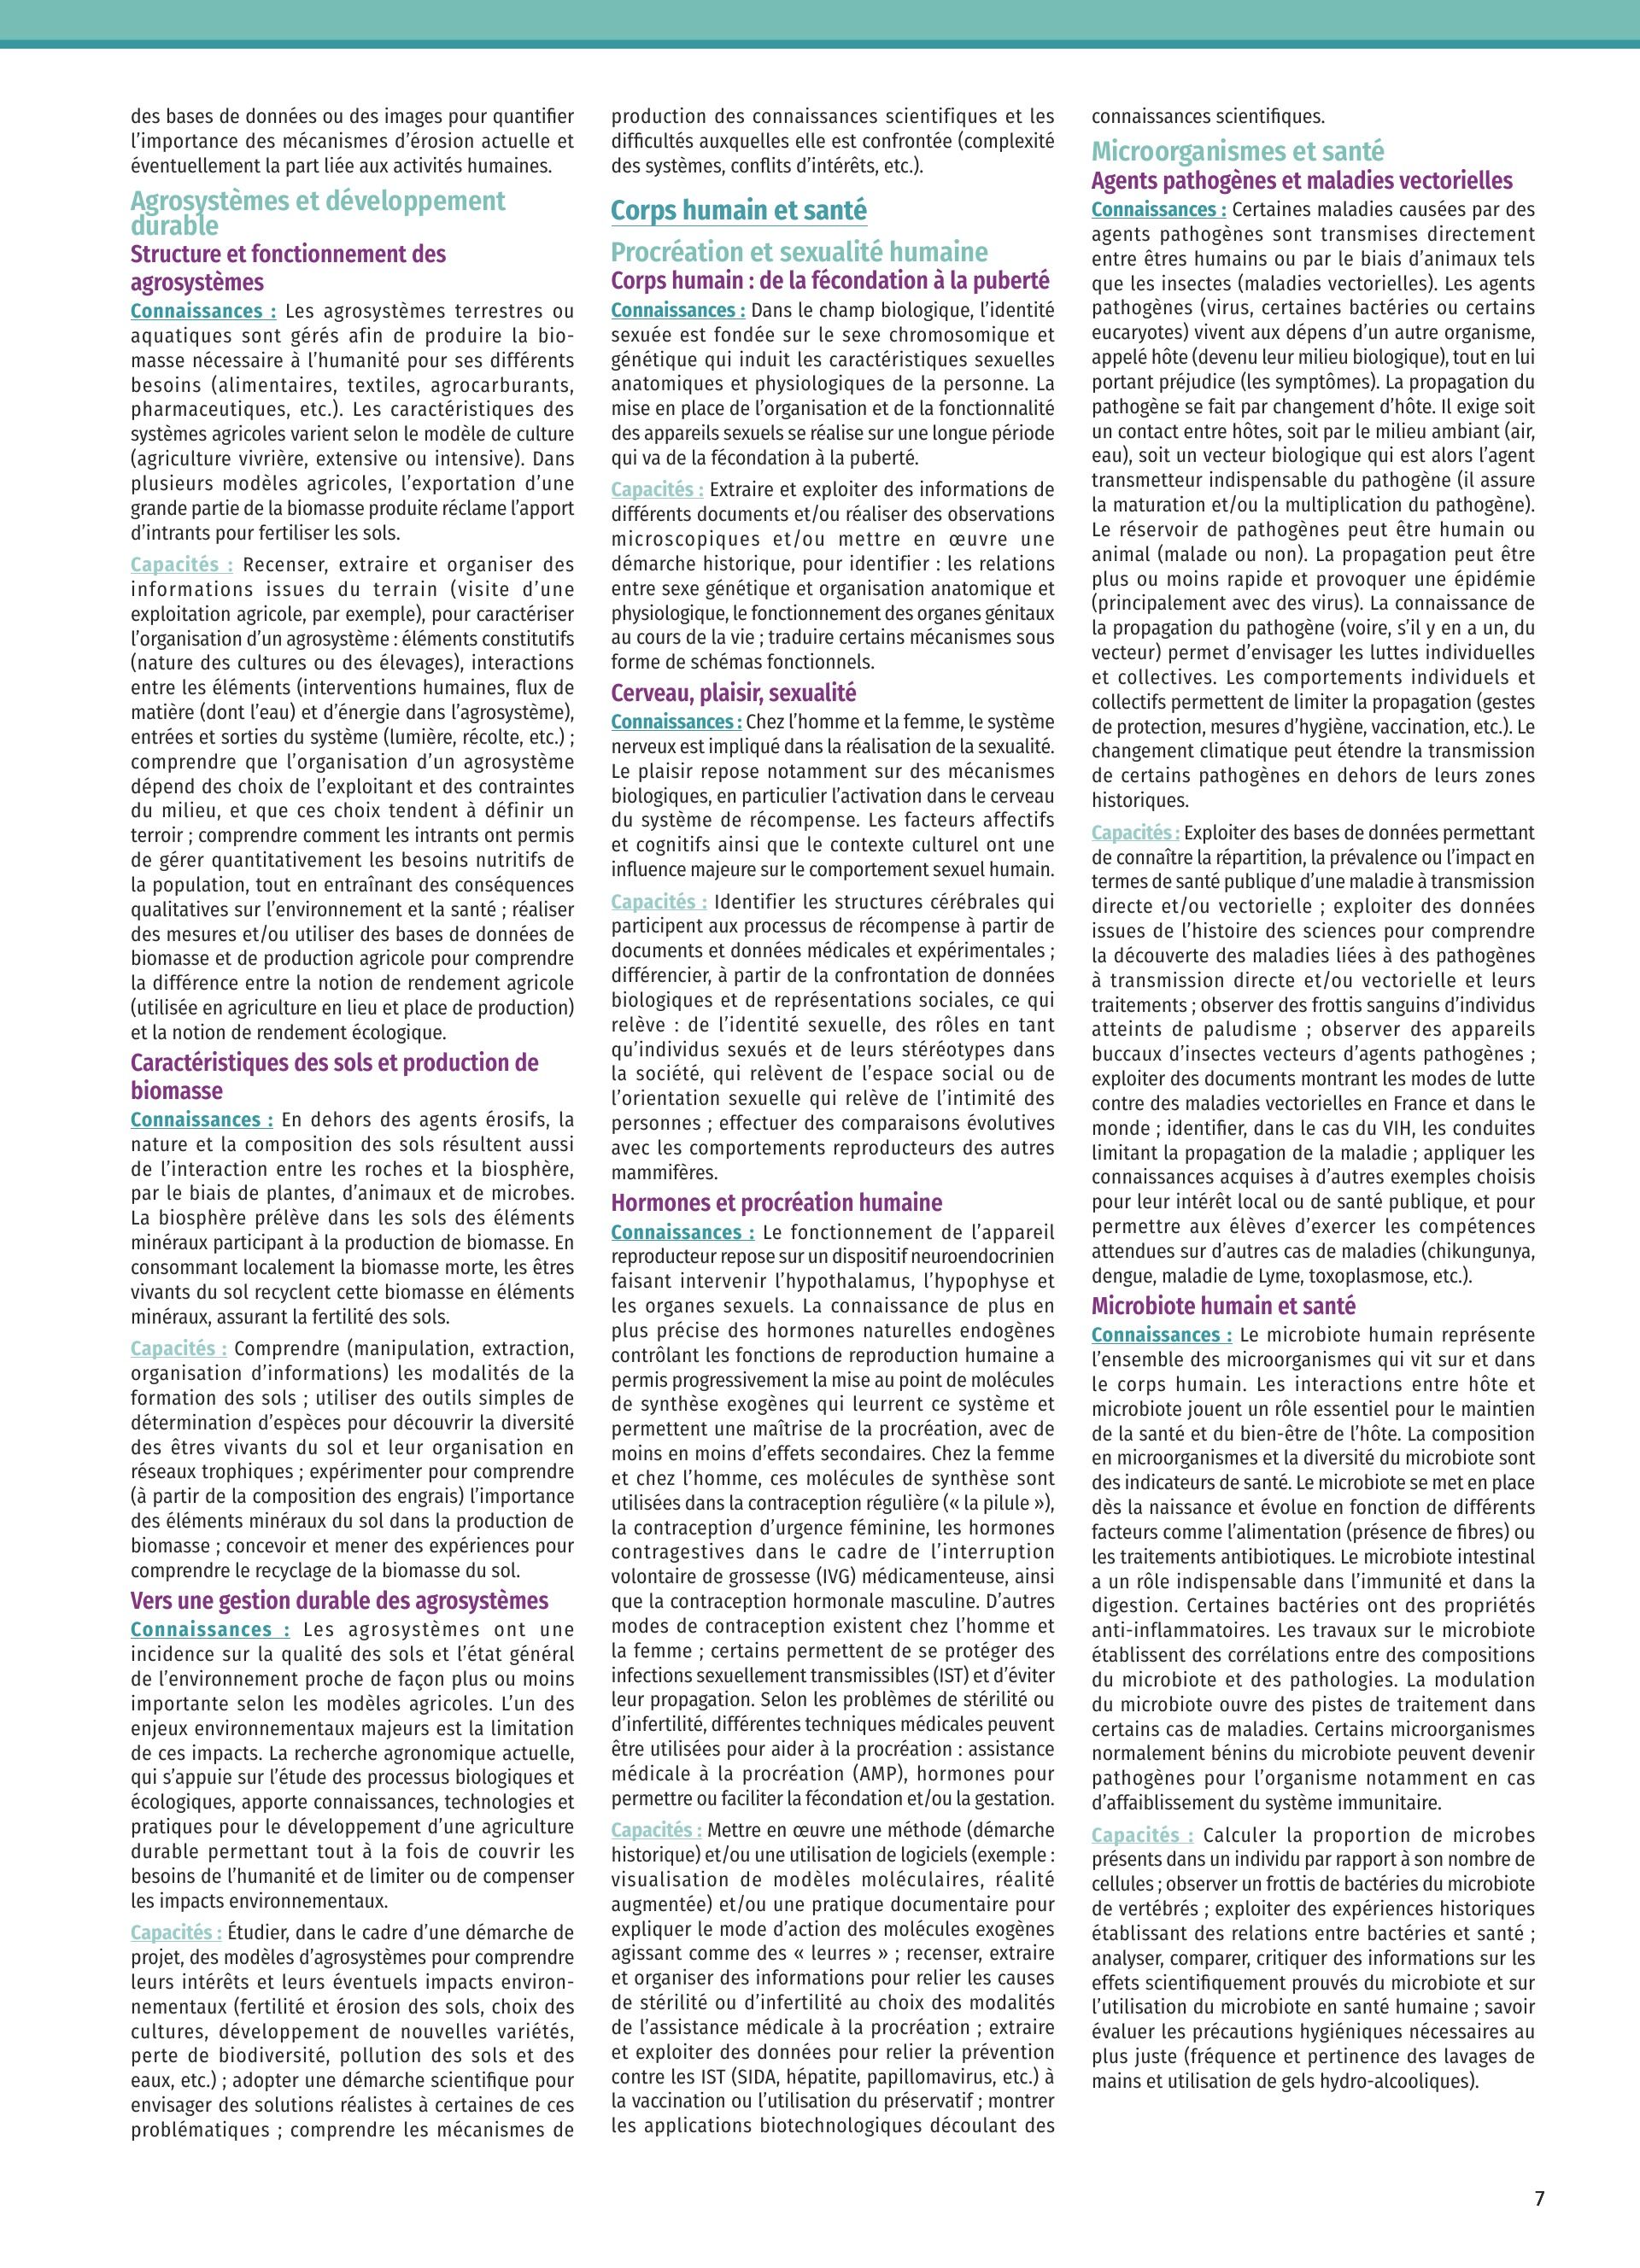 des bases de données ou des images pour quantifier
l’importance des mécanismes d’érosion actuelle et
éventuellement la part liée aux activités humaines.
Agrosystèmes et développement
durable
Structure et fonctionnement des
agrosystèmes
Connaissances : Les agrosystèmes terrestres ou
aquatiques sont gérés afin de produire la bio-
masse nécessaire à l’humanité pour ses différents
besoins (alimentaires, textiles, agrocarburants,
pharmaceutiques, etc.). Les caractéristiques des
systèmes agricoles varient selon le modèle de culture
(agriculture vivrière, extensive ou intensive). Dans
plusieurs modèles agricoles, l’exportation d’une
grande partie de la biomasse produite réclame l’apport
d’intrants pour fertiliser les sols.
Capacités : Recenser, extraire et organiser des
informations issues du terrain (visite d’une
exploitation agricole, par exemple), pour caractériser
l’organisation d’un agrosystème : éléments constitutifs
(nature des cultures ou des élevages), interactions
entre les éléments (interventions humaines, flux de
matière (dont l’eau) et d’énergie dans l’agrosystème),
entrées et sorties du système (lumière, récolte, etc.) ;
comprendre que l’organisation d’un agrosystème
dépend des choix de l’exploitant et des contraintes
du milieu, et que ces choix tendent à définir un
terroir ; comprendre comment les intrants ont permis
de gérer quantitativement les besoins nutritifs de
la population, tout en entraînant des conséquences
qualitatives sur l’environnement et la santé ; réaliser
des mesures et/ou utiliser des bases de données de
biomasse et de production agricole pour comprendre
la différence entre la notion de rendement agricole
(utilisée en agriculture en lieu et place de production)
et la notion de rendement écologique.
Caractéristiques des sols et production de
biomasse
Connaissances : En dehors des agents érosifs, la
nature et la composition des sols résultent aussi
de l’interaction entre les roches et la biosphère,
par le biais de plantes, d’animaux et de microbes.
La biosphère prélève dans les sols des éléments
minéraux participant à la production de biomasse. En
consommant localement la biomasse morte, les êtres
vivants du sol recyclent cette biomasse en éléments
minéraux, assurant la fertilité des sols.
Capacités : Comprendre (manipulation, extraction,
organisation d’informations) les modalités de la
formation des sols ; utiliser des outils simples de
détermination d’espèces pour découvrir la diversité
des êtres vivants du sol et leur organisation en
réseaux trophiques ; expérimenter pour comprendre
(à partir de la composition des engrais) l’importance
des éléments minéraux du sol dans la production de
biomasse ; concevoir et mener des expériences pour
comprendre le recyclage de la biomasse du sol.
Vers une gestion durable des agrosystèmes
Connaissances : Les agrosystèmes ont une
incidence sur la qualité des sols et l’état général
de l’environnement proche de façon plus ou moins
importante selon les modèles agricoles. L’un des
enjeux environnementaux majeurs est la limitation
de ces impacts. La recherche agronomique actuelle,
qui s’appuie sur l’étude des processus biologiques et
écologiques, apporte connaissances, technologies et
pratiques pour le développement d’une agriculture
durable permettant tout à la fois de couvrir les
besoins de l’humanité et de limiter ou de compenser
les impacts environnementaux.
Capacités : Étudier, dans le cadre d’une démarche de
projet, des modèles d’agrosystèmes pour comprendre
leurs intérêts et leurs éventuels impacts environ-
nementaux (fertilité et érosion des sols, choix des
cultures, développement de nouvelles variétés,
perte de biodiversité, pollution des sols et des
eaux, etc.) ; adopter une démarche scientifique pour
envisager des solutions réalistes à certaines de ces
problématiques ; comprendre les mécanismes de
production des connaissances scientifiques et les
difficultés auxquelles elle est confrontée (complexité
des systèmes, conflits d’intérêts, etc.).
Corps humain et santé
Procréation et sexualité humaine
Corps humain : de la fécondation à la puberté
Connaissances : Dans le champ biologique, l’identité
sexuée est fondée sur le sexe chromosomique et
génétique qui induit les caractéristiques sexuelles
anatomiques et physiologiques de la personne. La
mise en place de l’organisation et de la fonctionnalité
des appareils sexuels se réalise sur une longue période
qui va de la fécondation à la puberté.
Capacités : Extraire et exploiter des informations de
différents documents et/ou réaliser des observations
microscopiques et/ou mettre en œuvre une
démarche historique, pour identifier : les relations
entre sexe génétique et organisation anatomique et
physiologique, le fonctionnement des organes génitaux
au cours de la vie ; traduire certains mécanismes sous
forme de schémas fonctionnels.
Cerveau, plaisir, sexualité
Connaissances : Chez l’homme et la femme, le système
nerveux est impliqué dans la réalisation de la sexualité.
Le plaisir repose notamment sur des mécanismes
biologiques, en particulier l’activation dans le cerveau
du système de récompense. Les facteurs affectifs
et cognitifs ainsi que le contexte culturel ont une
influence majeure sur le comportement sexuel humain.
Capacités : Identifier les structures cérébrales qui
participent aux processus de récompense à partir de
documents et données médicales et expérimentales ;
différencier, à partir de la confrontation de données
biologiques et de représentations sociales, ce qui
relève : de l’identité sexuelle, des rôles en tant
qu’individus sexués et de leurs stéréotypes dans
la société, qui relèvent de l’espace social ou de
l’orientation sexuelle qui relève de l’intimité des
personnes ; effectuer des comparaisons évolutives
avec les comportements reproducteurs des autres
mammifères.
Hormones et procréation humaine
Connaissances : Le fonctionnement de l’appareil
reproducteur repose sur un dispositif neuroendocrinien
faisant intervenir l’hypothalamus, l’hypophyse et
les organes sexuels. La connaissance de plus en
plus précise des hormones naturelles endogènes
contrôlant les fonctions de reproduction humaine a
permis progressivement la mise au point de molécules
de synthèse exogènes qui leurrent ce système et
permettent une maîtrise de la procréation, avec de
moins en moins d’effets secondaires. Chez la femme
et chez l’homme, ces molécules de synthèse sont
utilisées dans la contraception régulière (« la pilule »),
la contraception d’urgence féminine, les hormones
contragestives dans le cadre de l’interruption
volontaire de grossesse (IVG) médicamenteuse, ainsi
que la contraception hormonale masculine. D’autres
modes de contraception existent chez l’homme et
la femme ; certains permettent de se protéger des
infections sexuellement transmissibles (IST) et d’éviter
leur propagation. Selon les problèmes de stérilité ou
d’infertilité, différentes techniques médicales peuvent
être utilisées pour aider à la procréation : assistance
médicale à la procréation (AMP), hormones pour
permettre ou faciliter la fécondation et/ou la gestation.
Capacités : Mettre en œuvre une méthode (démarche
historique) et/ou une utilisation de logiciels (exemple :
visualisation de modèles moléculaires, réalité
augmentée) et/ou une pratique documentaire pour
expliquer le mode d’action des molécules exogènes
agissant comme des « leurres » ; recenser, extraire
et organiser des informations pour relier les causes
de stérilité ou d’infertilité au choix des modalités
de l’assistance médicale à la procréation ; extraire
et exploiter des données pour relier la prévention
contre les IST (SIDA, hépatite, papillomavirus, etc.) à
la vaccination ou l’utilisation du préservatif ; montrer
les applications biotechnologiques découlant des
connaissances scientifiques.
Microorganismes et santé
Agents pathogènes et maladies vectorielles
Connaissances : Certaines maladies causées par des
agents pathogènes sont transmises directement
entre êtres humains ou par le biais d’animaux tels
que les insectes (maladies vectorielles). Les agents
pathogènes (virus, certaines bactéries ou certains
eucaryotes) vivent aux dépens d’un autre organisme,
appelé hôte (devenu leur milieu biologique), tout en lui
portant préjudice (les symptômes). La propagation du
pathogène se fait par changement d’hôte. Il exige soit
un contact entre hôtes, soit par le milieu ambiant (air,
eau), soit un vecteur biologique qui est alors l’agent
transmetteur indispensable du pathogène (il assure
la maturation et/ou la multiplication du pathogène).
Le réservoir de pathogènes peut être humain ou
animal (malade ou non). La propagation peut être
plus ou moins rapide et provoquer une épidémie
(principalement avec des virus). La connaissance de
la propagation du pathogène (voire, s’il y en a un, du
vecteur) permet d’envisager les luttes individuelles
et collectives. Les comportements individuels et
collectifs permettent de limiter la propagation (gestes
de protection, mesures d’hygiène, vaccination, etc.). Le
changement climatique peut étendre la transmission
de certains pathogènes en dehors de leurs zones
historiques.
Capacités : Exploiter des bases de données permettant
de connaître la répartition, la prévalence ou l’impact en
termes de santé publique d’une maladie à transmission
directe et/ou vectorielle ; exploiter des données
issues de l’histoire des sciences pour comprendre
la découverte des maladies liées à des pathogènes
à transmission directe et/ou vectorielle et leurs
traitements ; observer des frottis sanguins d’individus
atteints de paludisme ; observer des appareils
buccaux d’insectes vecteurs d’agents pathogènes ;
exploiter des documents montrant les modes de lutte
contre des maladies vectorielles en France et dans le
monde ; identifier, dans le cas du VIH, les conduites
limitant la propagation de la maladie ; appliquer les
connaissances acquises à d’autres exemples choisis
pour leur intérêt local ou de santé publique, et pour
permettre aux élèves d’exercer les compétences
attendues sur d’autres cas de maladies (chikungunya,
dengue, maladie de Lyme, toxoplasmose, etc.).
Microbiote humain et santé
Connaissances : Le microbiote humain représente
l’ensemble des microorganismes qui vit sur et dans
le corps humain. Les interactions entre hôte et
microbiote jouent un rôle essentiel pour le maintien
de la santé et du bien-être de l’hôte. La composition
en microorganismes et la diversité du microbiote sont
des indicateurs de santé. Le microbiote se met en place
dès la naissance et évolue en fonction de différents
facteurs comme l’alimentation (présence de fibres) ou
les traitements antibiotiques. Le microbiote intestinal
a un rôle indispensable dans l’immunité et dans la
digestion. Certaines bactéries ont des propriétés
anti-inflammatoires. Les travaux sur le microbiote
établissent des corrélations entre des compositions
du microbiote et des pathologies. La modulation
du microbiote ouvre des pistes de traitement dans
certains cas de maladies. Certains microorganismes
normalement bénins du microbiote peuvent devenir
pathogènes pour l’organisme notamment en cas
d’affaiblissement du système immunitaire.
Capacités : Calculer la proportion de microbes
présents dans un individu par rapport à son nombre de
cellules ; observer un frottis de bactéries du microbiote
de vertébrés ; exploiter des expériences historiques
établissant des relations entre bactéries et santé ;
analyser, comparer, critiquer des informations sur les
effets scientifiquement prouvés du microbiote et sur
l’utilisation du microbiote en santé humaine ; savoir
évaluer les précautions hygiéniques nécessaires au
plus juste (fréquence et pertinence des lavages de
mains et utilisation de gels hydro-alcooliques).
7